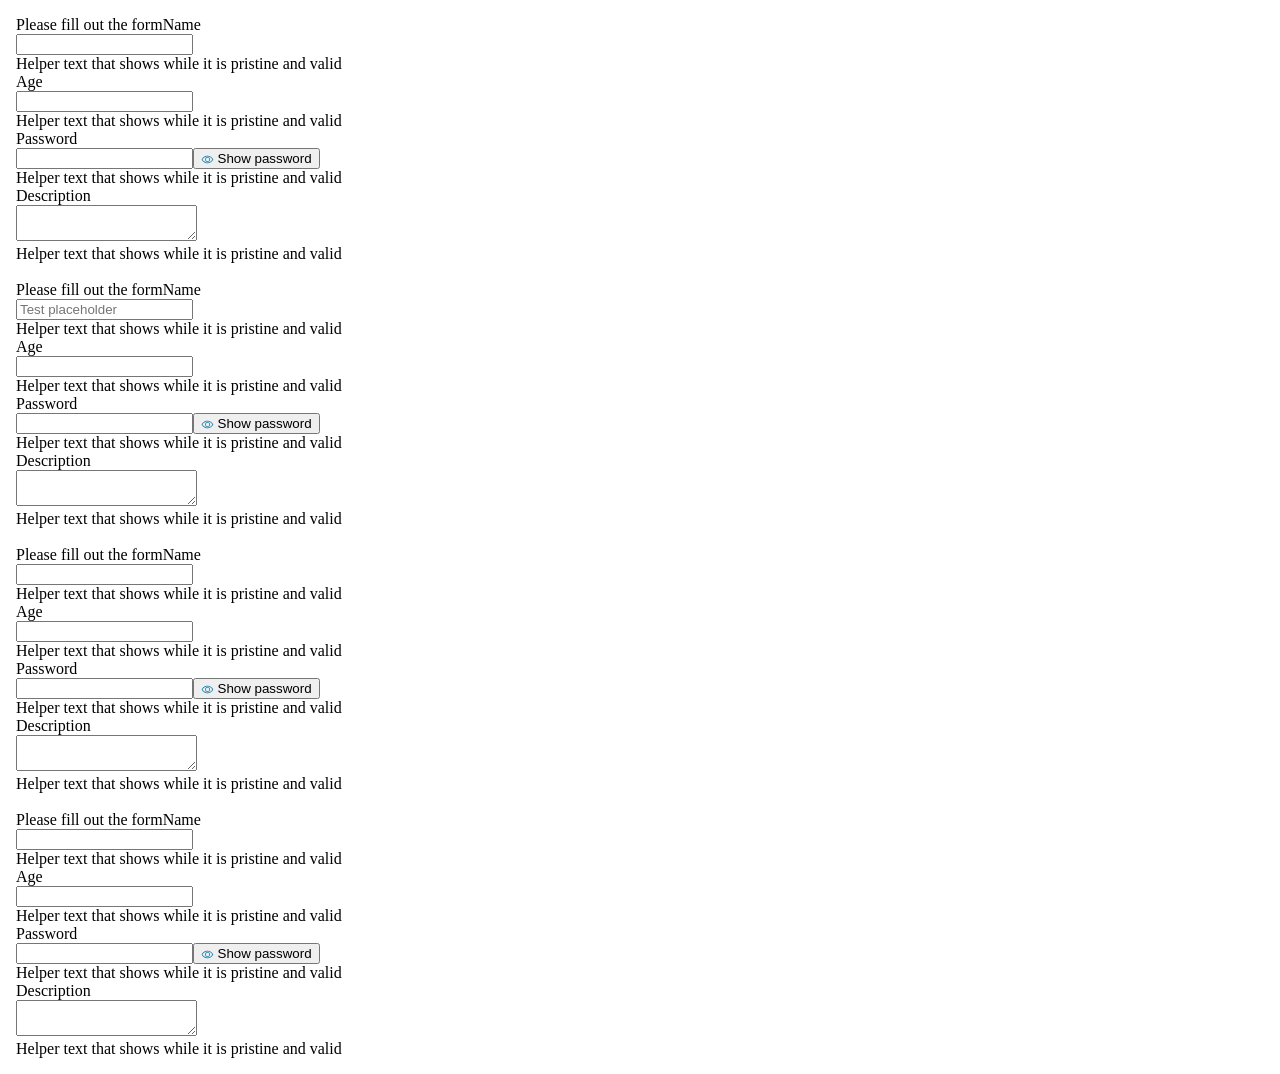 Please fill out the formName
Helper text that shows while it is pristine and valid
Age
Helper text that shows while it is pristine and valid
Password
Show password
Helper text that shows while it is pristine and valid
Description
Helper text that shows while it is pristine and valid
Please fill out the formName
Test placeholder
Helper text that shows while it is pristine and valid
Age
Helper text that shows while it is pristine and valid
Password
Show password
Helper text that shows while it is pristine and valid
Description
Helper text that shows while it is pristine and valid
Please fill out the formName
Helper text that shows while it is pristine and valid
Age
Helper text that shows while it is pristine and valid
Password
Show password
Helper text that shows while it is pristine and valid
Description
Helper text that shows while it is pristine and valid
Please fill out the formName
Helper text that shows while it is pristine and valid
Age
Helper text that shows while it is pristine and valid
Password
Show password
Helper text that shows while it is pristine and valid
Description
Helper text that shows while it is pristine and valid